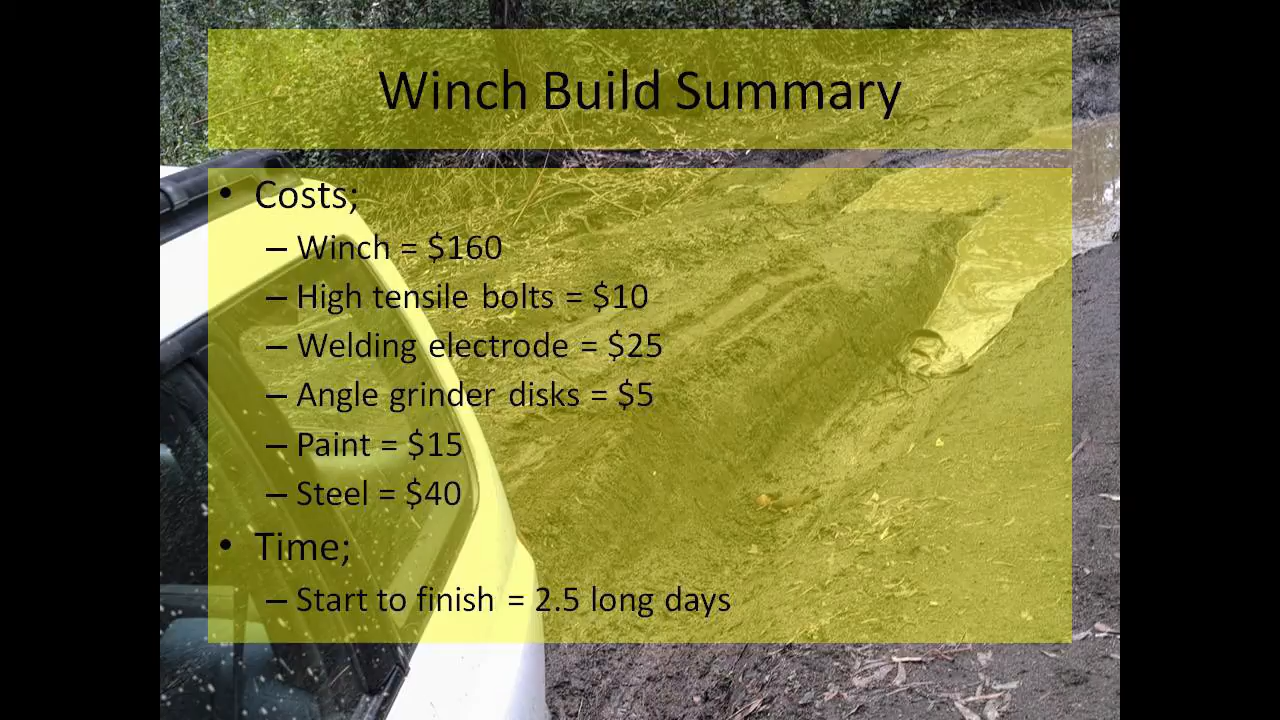 Winch Build Summary
• Costs;
– Winch = $160
– High tensile bolts = $10
– Welding electrode = $25
– Angle grinder disks = $5
– Paint = $15
– Steel = $40
• Time;
– Start to finish = 2.5 long days